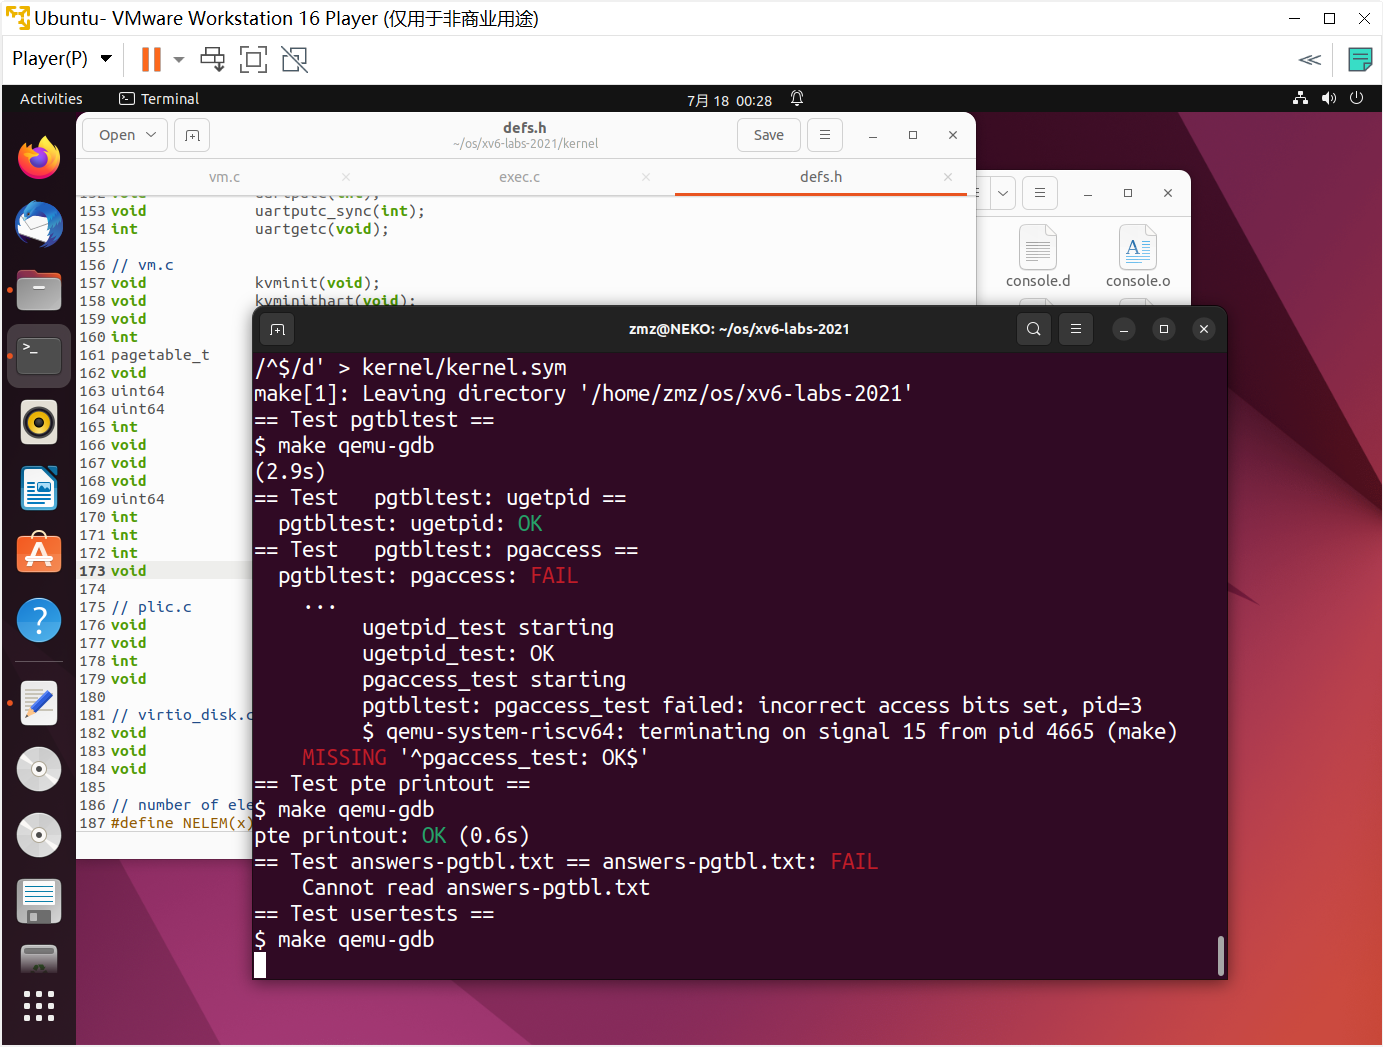 Ubuntu- VMware Workstation 16 Player (仅用于非商业用途)
Player(P)
Activities
Terminal
7月 18 00:28
Open
defs.h
~/os/xv6-labs-2021/kernel
Save
vm.c
exec.c
defs.h
153 void uartputc_sync(int);
154 int uartgetc(void);
155
156 // vm.c
157 void kvminit(void);
158 void kvminithart(void);
159 void
160 int
161 pagetable_t
162 void
163 uint64
164 uint64
165 int
166 void
167 void
168 void
169 uint64
170 int
171 int
172 int
173 void
174
175 // plic.c
176 void
177 void
178 int
179 void
180
181 // virtio_disk.c
182 void
183 void
184 void
185
186 // number of ele
187 #define NELEM(x)
console.d
console.o
zmz@NEKO: ~/os/xv6-labs-2021
/^$/d' > kernel/kernel.sym
make[1]: Leaving directory '/home/zmz/os/xv6-labs-2021'
== Test pgtbltest ==
$ make qemu-gdb
(2.9s)
== Test   pgtbltest: ugetpid ==
  pgtbltest: ugetpid: OK
== Test   pgtbltest: pgaccess ==
  pgtbltest: pgaccess: FAIL
    ...
         ugetpid_test starting
         ugetpid_test: OK
         pgaccess_test starting
         pgtbltest: pgaccess_test failed: incorrect access bits set, pid=3
         $ qemu-system-riscv64: terminating on signal 15 from pid 4665 (make)
    MISSING '^pgaccess_test: OK$'
== Test pte printout ==
$ make qemu-gdb
pte printout: OK (0.6s)
== Test answers-pgtbl.txt == answers-pgtbl.txt: FAIL
    Cannot read answers-pgtbl.txt
== Test usertests ==
$ make qemu-gdb